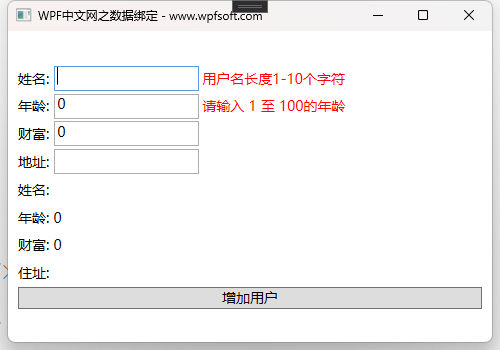 WPF中文网之数据绑定 - www.wpfsoft.com
姓名: 用户名长度1-10个字符
年龄: 0 请输入 1 至 100的年龄
财富: 0
地址:
姓名:
年龄: 0
财富: 0
住址:
增加用户